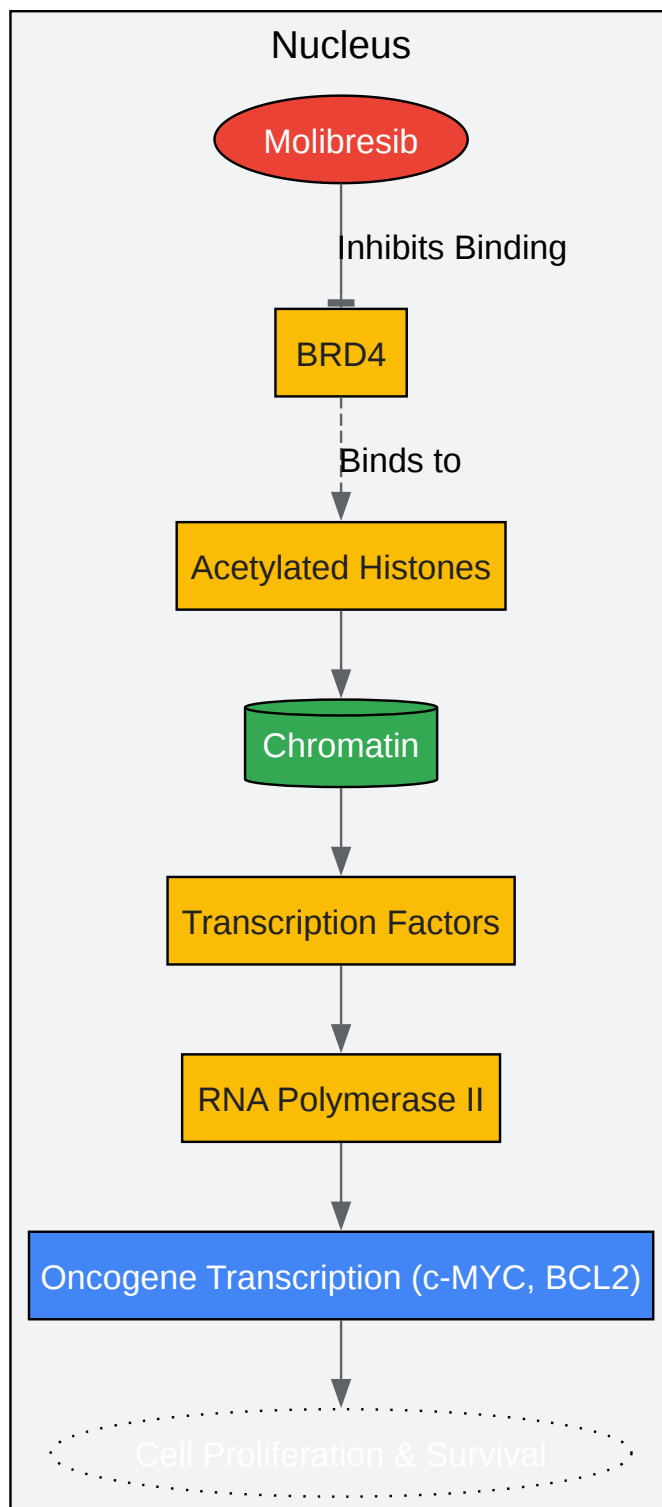 Nucleus
Molibresib
Inhibits Binding
BRD4
Binds to
Acetylated Histones
Chromatin
Transcription Factors
RNA Polymerase II
Oncogene Transcription (c-MYC, BCL2)
Cell Proliferation & Survival